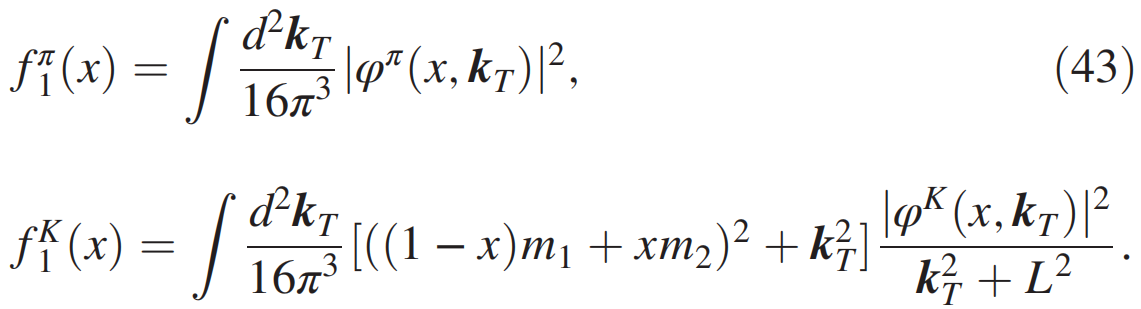 f_1^π(x) = ∫ d²k_T/16π³ |φ^π(x, k_T)|², (43)
f_1^K(x) = ∫ d²k_T/16π³ [((1 − x)m_1 + xm_2)² + k_T²] |φ^K(x, k_T)|²/k_T² + L².